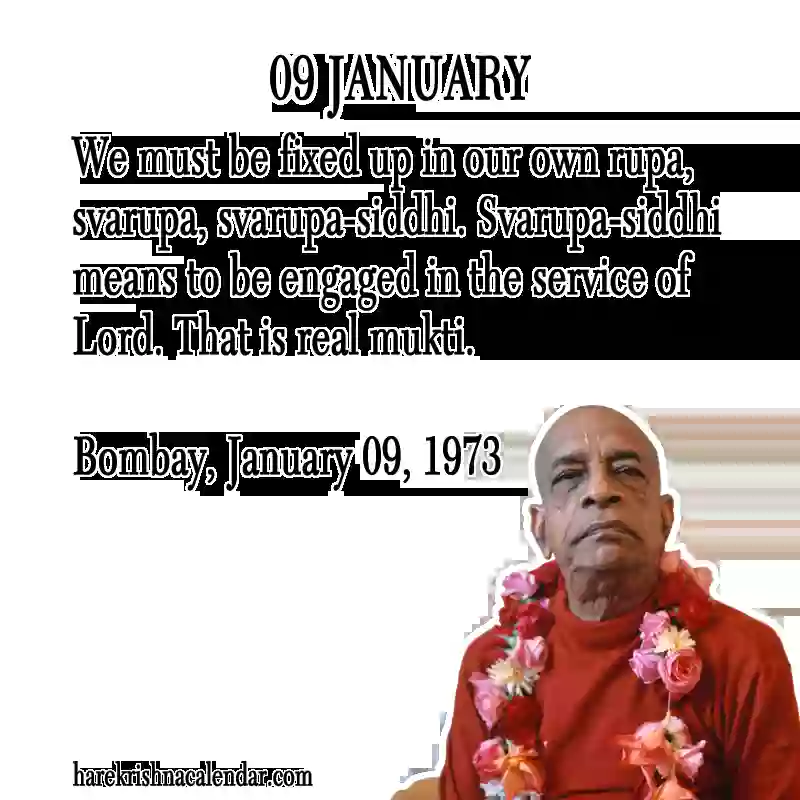 09 JANUARY
We must be fixed up in our own rupa,
svarupa, svarupa-siddhi. Svarupa-siddhi
means to be engaged in the service of
Lord. That is real mukti.
Bombay, January 09, 1973
harekrishnacalendar.com